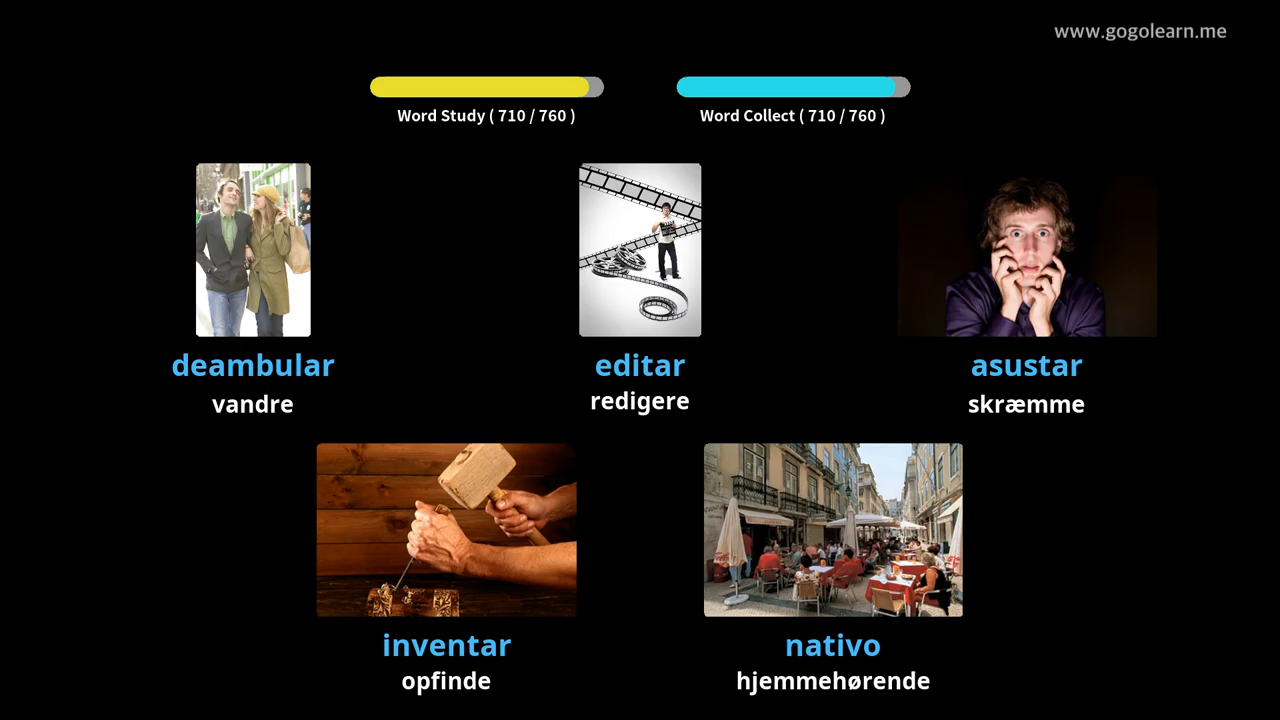 www.gogolearn.me
Word Study ( 710 / 760 )
Word Collect ( 710 / 760 )
deambular
vandre
editar
redigere
asustar
skræmme
inventar
opfinde
nativo
hjemmehørende